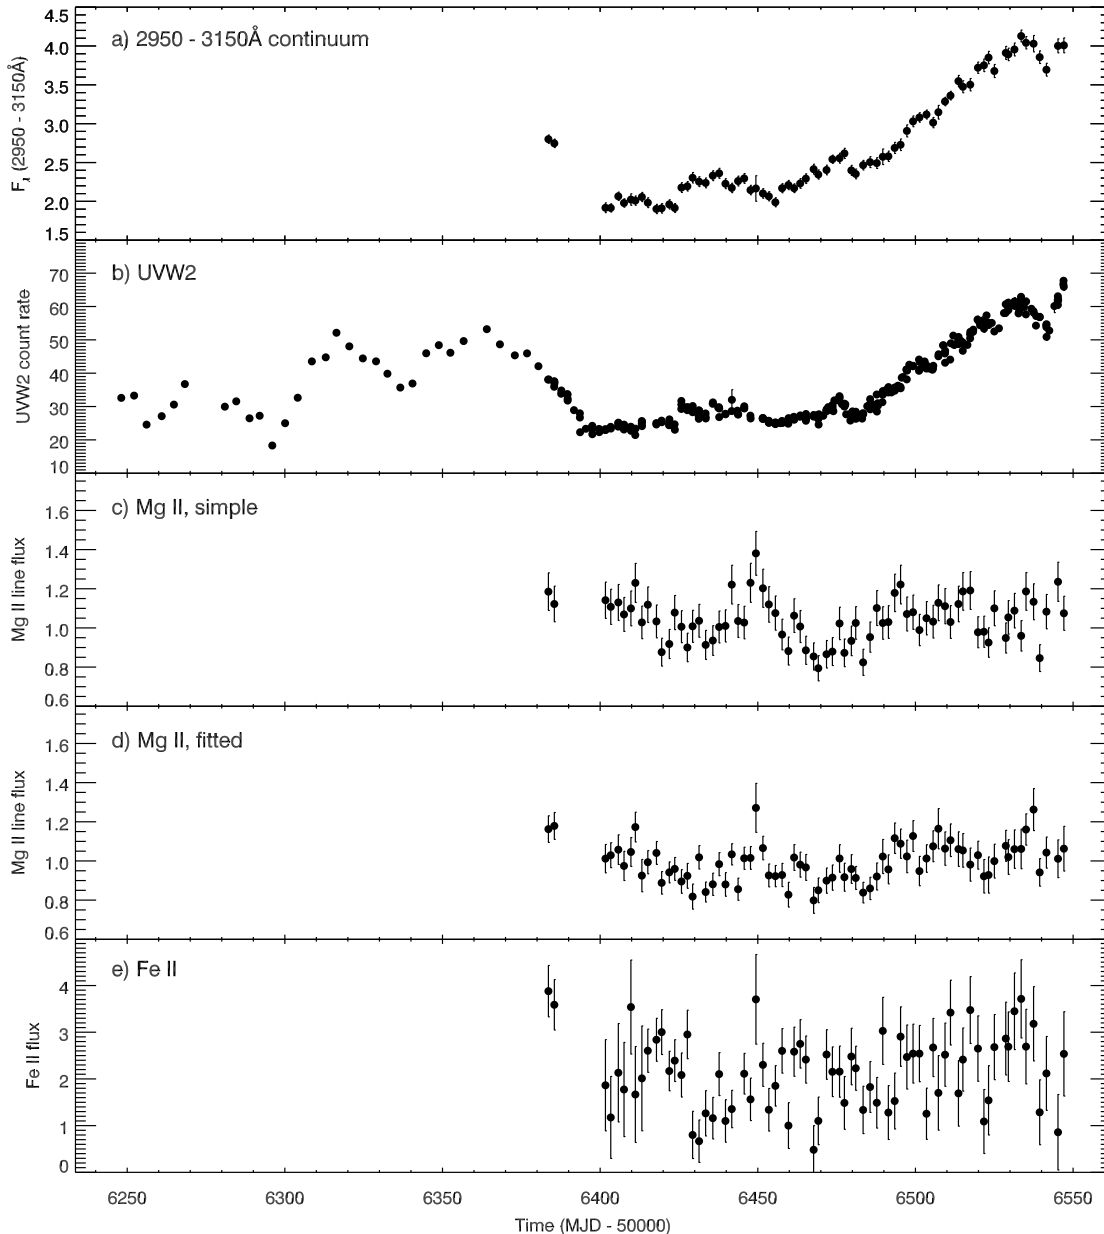 a) 2950 - 3150Å continuum
F_λ (2950 - 3150Å)
4.5
4.0
3.5
3.0
2.5
2.0
1.5
b) UVW2
UVW2 count rate
70
60
50
40
30
20
10
c) Mg II, simple
Mg II line flux
1.6
1.4
1.2
1.0
0.8
0.6
d) Mg II, fitted
Mg II line flux
1.6
1.4
1.2
1.0
0.8
0.6
e) Fe II
Fe II flux
4
3
2
1
0
6250 6300 6350 6400 6450 6500 6550
Time (MJD - 50000)